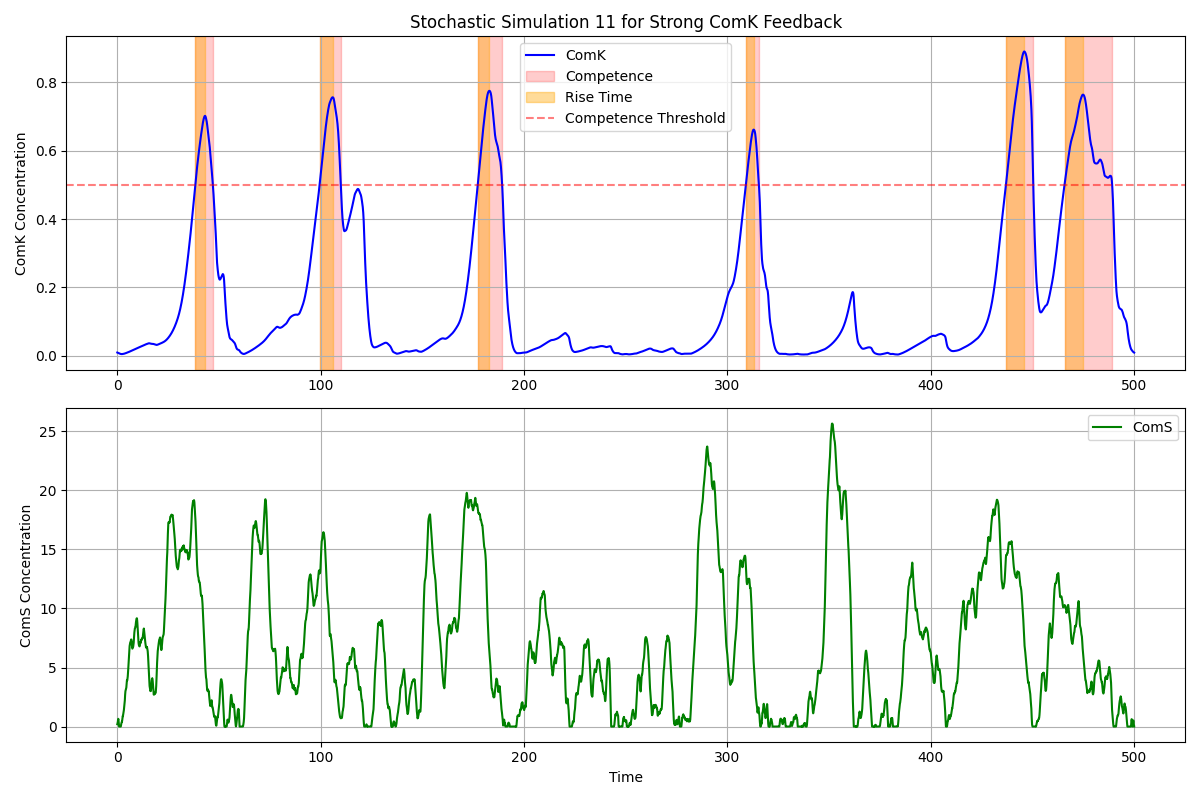 Stochastic Simulation 11 for Strong ComK Feedback
ComK Concentration
0.8
0.6
0.4
0.2
0.0
ComK
Competence
Rise Time
Competence Threshold
0 100 200 300 400 500
ComS Concentration
25
20
15
10
5
0
ComS
0 100 200 300 400 500
Time